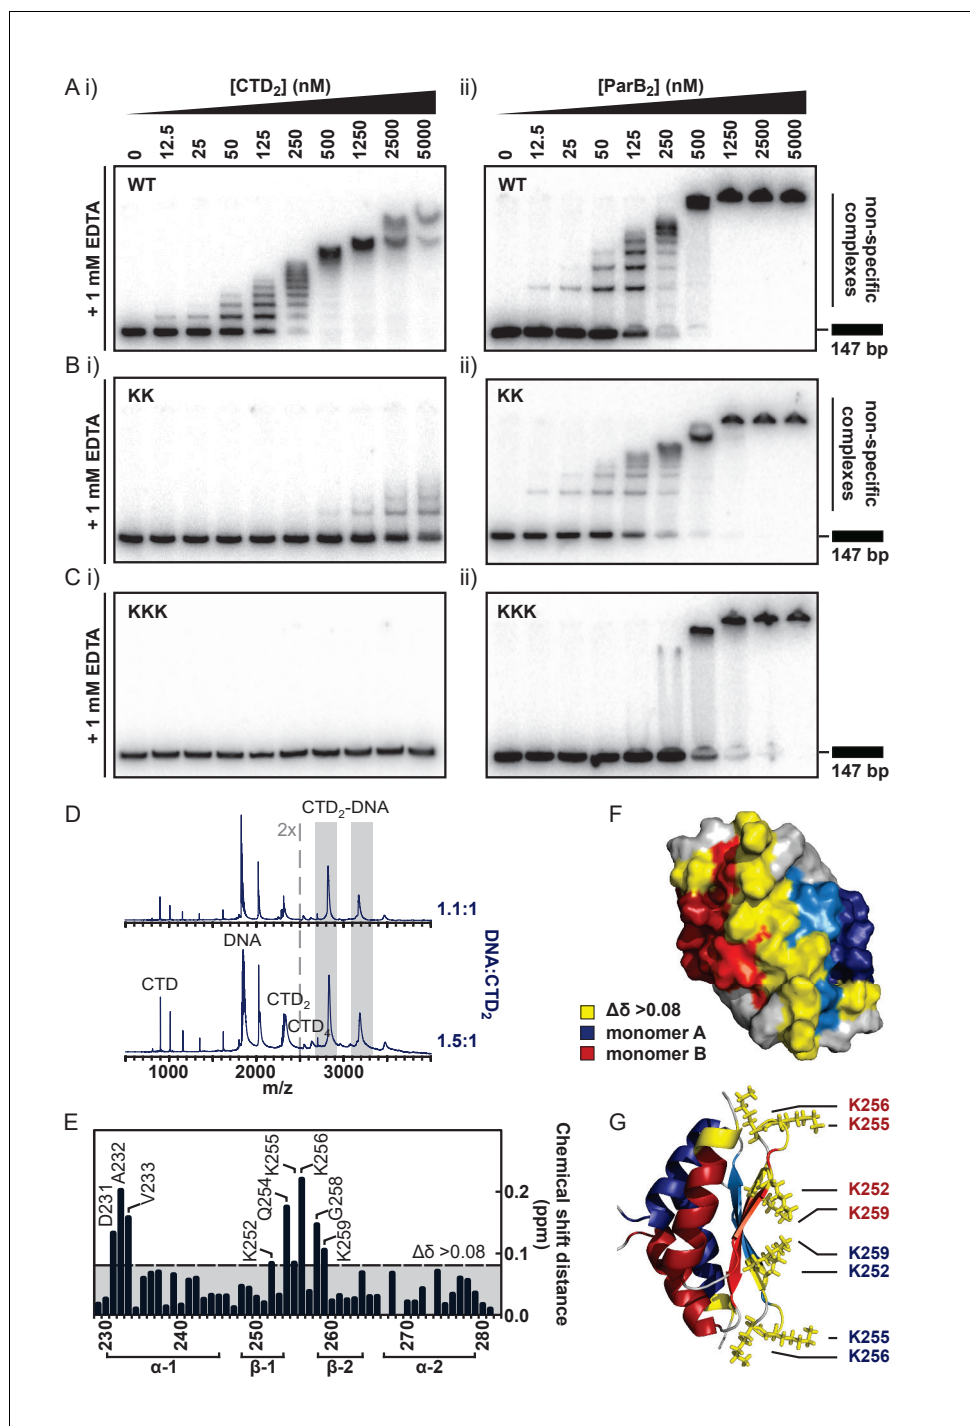 A i)
[CTD2] (nM)
0 12.5 25 50 125 250 500 1250 2500 5000
+ 1 mM EDTA
WT
ii)
[ParB2] (nM)
0 12.5 25 50 125 250 500 1250 2500 5000
WT
non-specific
complexes
147 bp
B i)
+ 1 mM EDTA
KK
ii)
KK
non-specific
complexes
147 bp
C i)
+ 1 mM EDTA
KKK
ii)
KKK
147 bp
D
CTD2-DNA
2x
1.1:1
DNA
CTD
CTD2
CTD4
1.5:1
DNA:CTD2
1000 2000 3000
m/z
E
D231
A232
V233
K252
Q254
K255
K256
G258
K259
Δδ >0.08
0.2
0.1
0.0
Chemical shift distance
(ppm)
230 240 250 260 270 280
α-1 β-1 β-2 α-2
F
Δδ >0.08
monomer A
monomer B
G
K256
K255
K252
K259
K259
K252
K255
K256